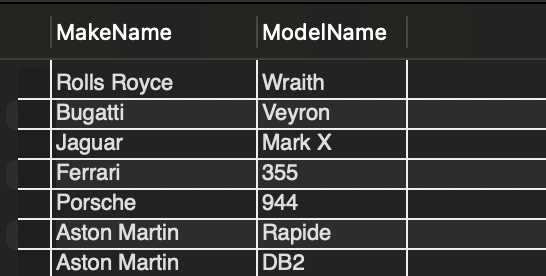 MakeName ModelName
Rolls Royce Wraith
Bugatti Veyron
Jaguar Mark X
Ferrari 355
Porsche 944
Aston Martin Rapide
Aston Martin DB2